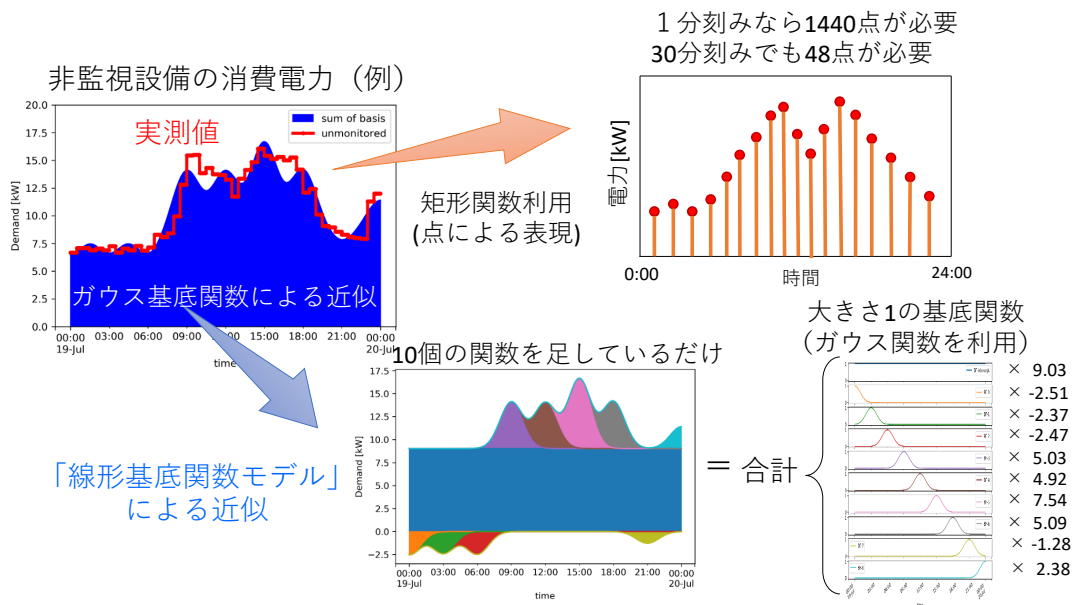 １分刻みなら1440点が必要
30分刻みでも48点が必要
非監視設備の消費電力（例）
実測値
sum of basis
unmonitored
20.0
17.5
15.0
12.5
10.0
7.5
5.0
2.5
0.0
Demand [kW]
ガウス基底関数による近似
00:00
19-Jul
03:00
06:00
09:00
12:00
15:00
18:00
21:00
00:00
20-Jul
time
矩形関数利用
(点による表現)
電力[kW]
0:00
時間
24:00
10個の関数を足しているだけ
17.5
15.0
12.5
10.0
7.5
5.0
2.5
0.0
−2.5
Demand [kW]
00:00
19-Jul
03:00
06:00
09:00
12:00
15:00
18:00
21:00
00:00
20-Jul
time
「線形基底関数モデル」
による近似
＝ 合計
大きさ1の基底関数
（ガウス関数を利用）
× 9.03
× -2.51
× -2.37
× -2.47
× 5.03
× 4.92
× 7.54
× 5.09
× -1.28
× 2.38